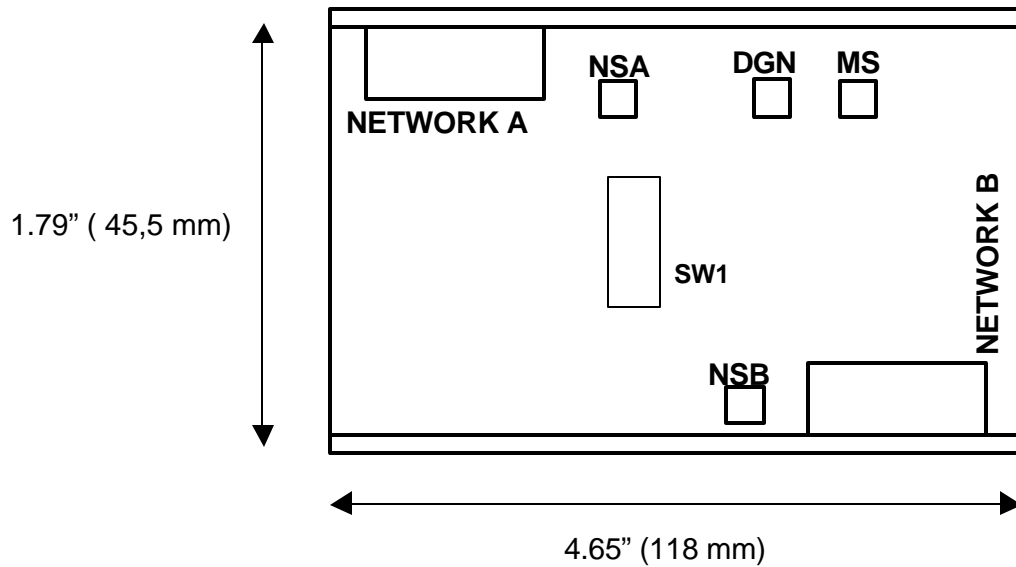 NSA
DGN
MS
NETWORK A
1.79” ( 45,5 mm)
NETWORK B
SW1
NSB
4.65” (118 mm)